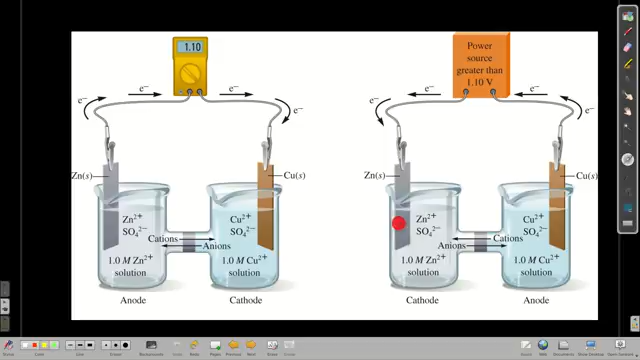 1.10
Power
source
greater than
1.10 V
e⁻
e⁻
e⁻
e⁻
e⁻
e⁻
e⁻
e⁻
Zn(s)
Cu(s)
Zn(s)
Cu(s)
Zn²⁺
SO₄²⁻
Cations
Anions
1.0 M Zn²⁺
solution
Cu²⁺
SO₄²⁻
1.0 M Cu²⁺
solution
Anode
Cathode
Zn²⁺
SO₄²⁻
Cations
Anions
1.0 M Zn²⁺
solution
Cu²⁺
SO₄²⁻
1.0 M Cu²⁺
solution
Cathode
Anode